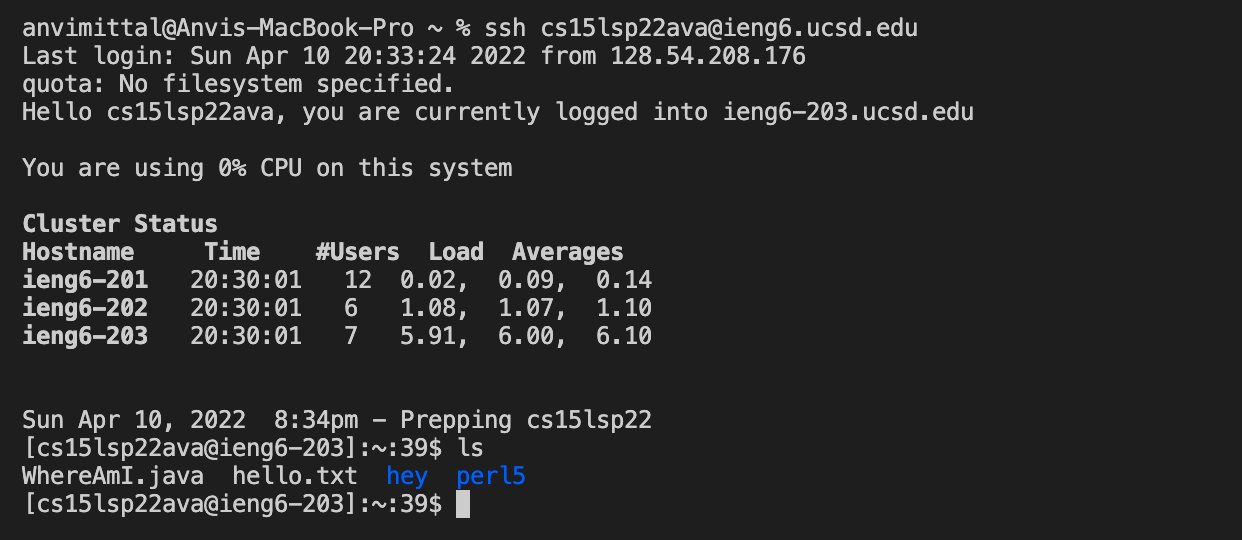 anvimittal@Anvis-MacBook-Pro ~ % ssh cs15lsp22ava@ieng6.ucsd.edu
Last login: Sun Apr 10 20:33:24 2022 from 128.54.208.176
quota: No filesystem specified.
Hello cs15lsp22ava, you are currently logged into ieng6-203.ucsd.edu
You are using 0% CPU on this system
Cluster Status
Hostname     Time    #Users  Load  Averages
ieng6-201   20:30:01   12  0.02,  0.09,  0.14
ieng6-202   20:30:01   6   1.08,  1.07,  1.10
ieng6-203   20:30:01   7   5.91,  6.00,  6.10
Sun Apr 10, 2022  8:34pm - Prepping cs15lsp22
[cs15lsp22ava@ieng6-203]:~:39$ ls
WhereAmI.java  hello.txt  hey  perl5
[cs15lsp22ava@ieng6-203]:~:39$